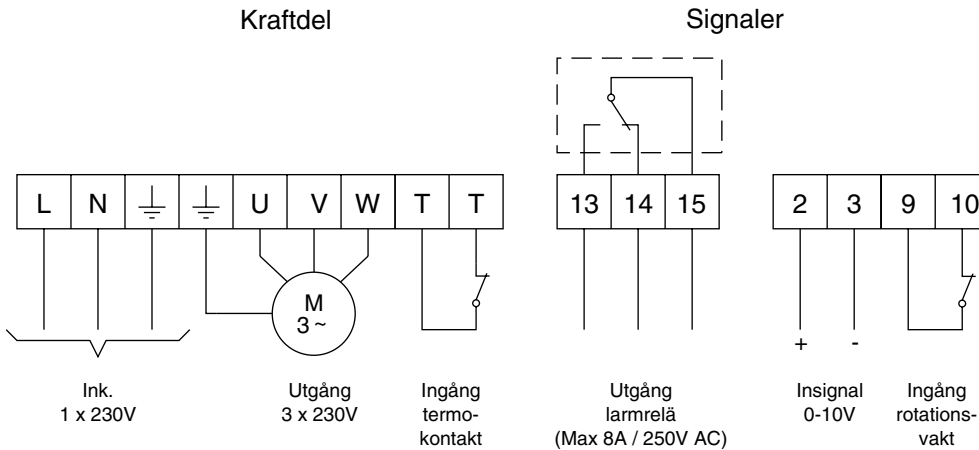 Kraftdel
Signaler
L N U V W T T
13 14 15
2 3 9 10
M
3 ~
+ -
Ink.
1 x 230V
Utgång
3 x 230V
Ingång
termo-
kontakt
Utgång
larmrelä
(Max 8A / 250V AC)
Insignal
0-10V
Ingång
rotations-
vakt